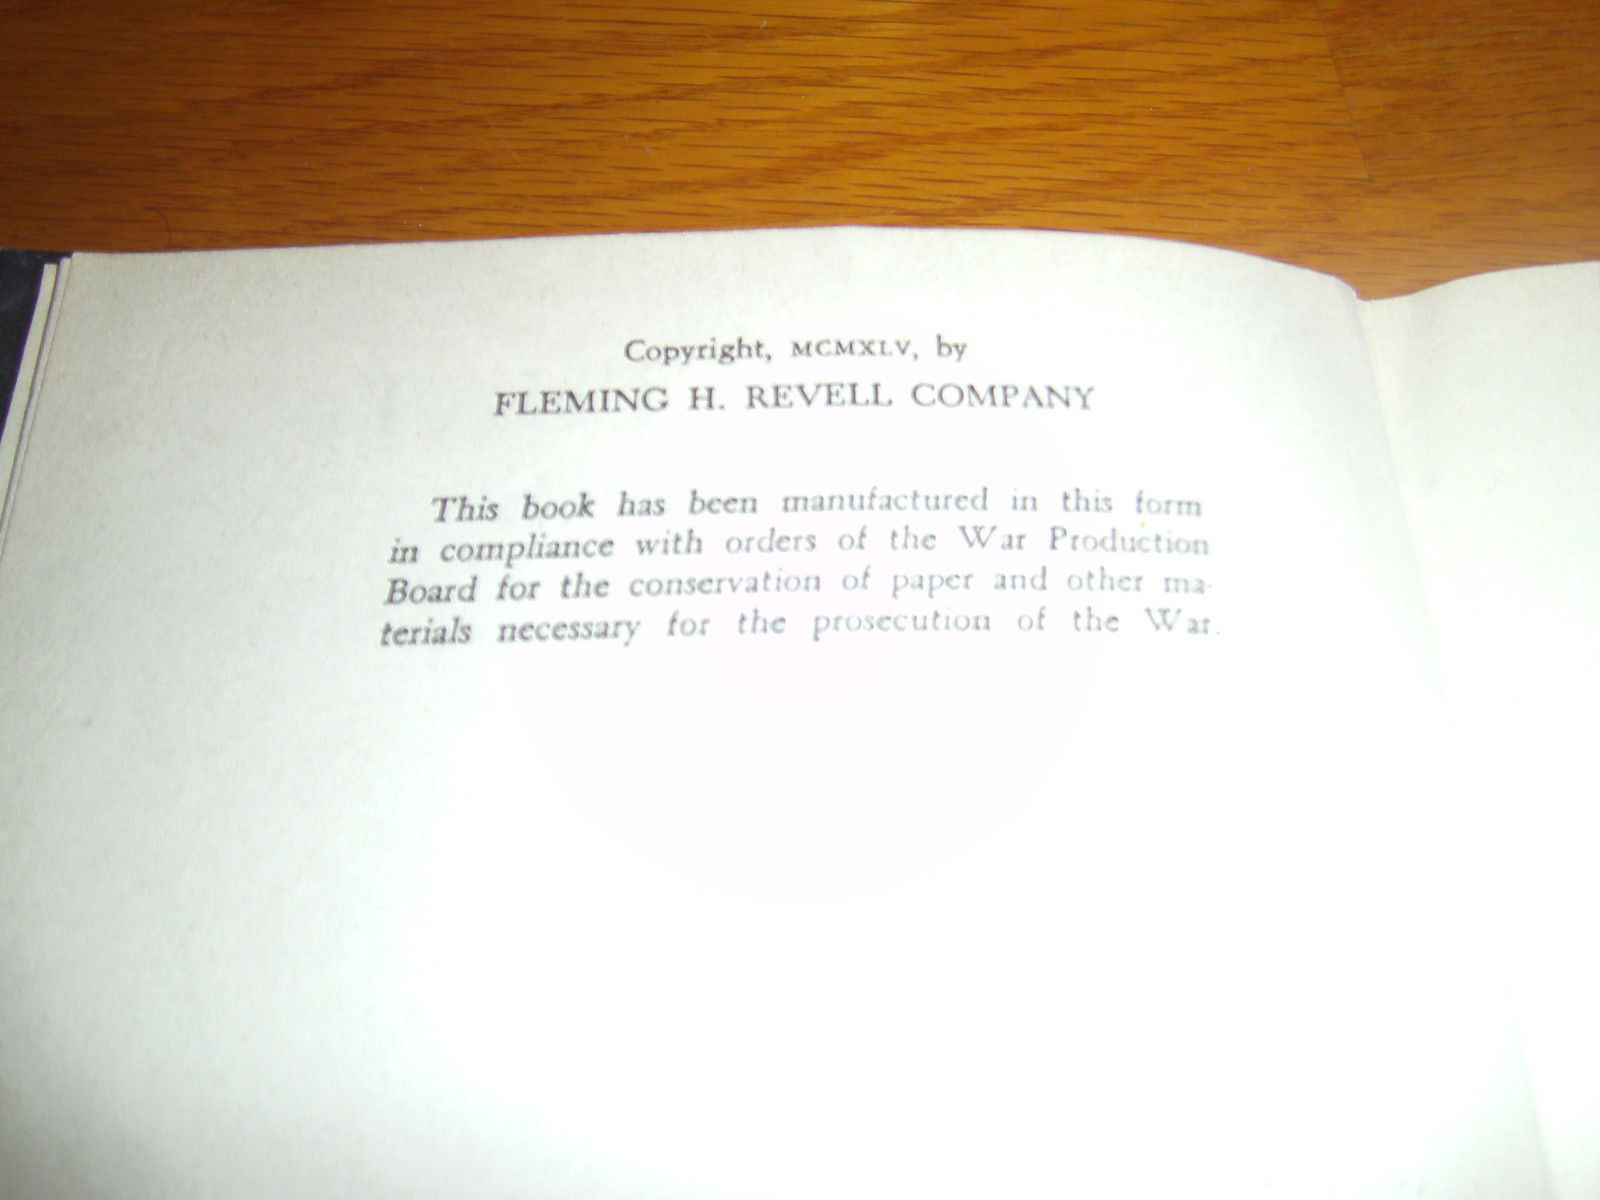 Copyright, MCMXLV, by
FLEMING H. REVELL COMPANY
This book has been manufactured in this form
in compliance with orders of the War Production
Board for the conservation of paper and other ma-
terials necessary for the prosecution of the War.